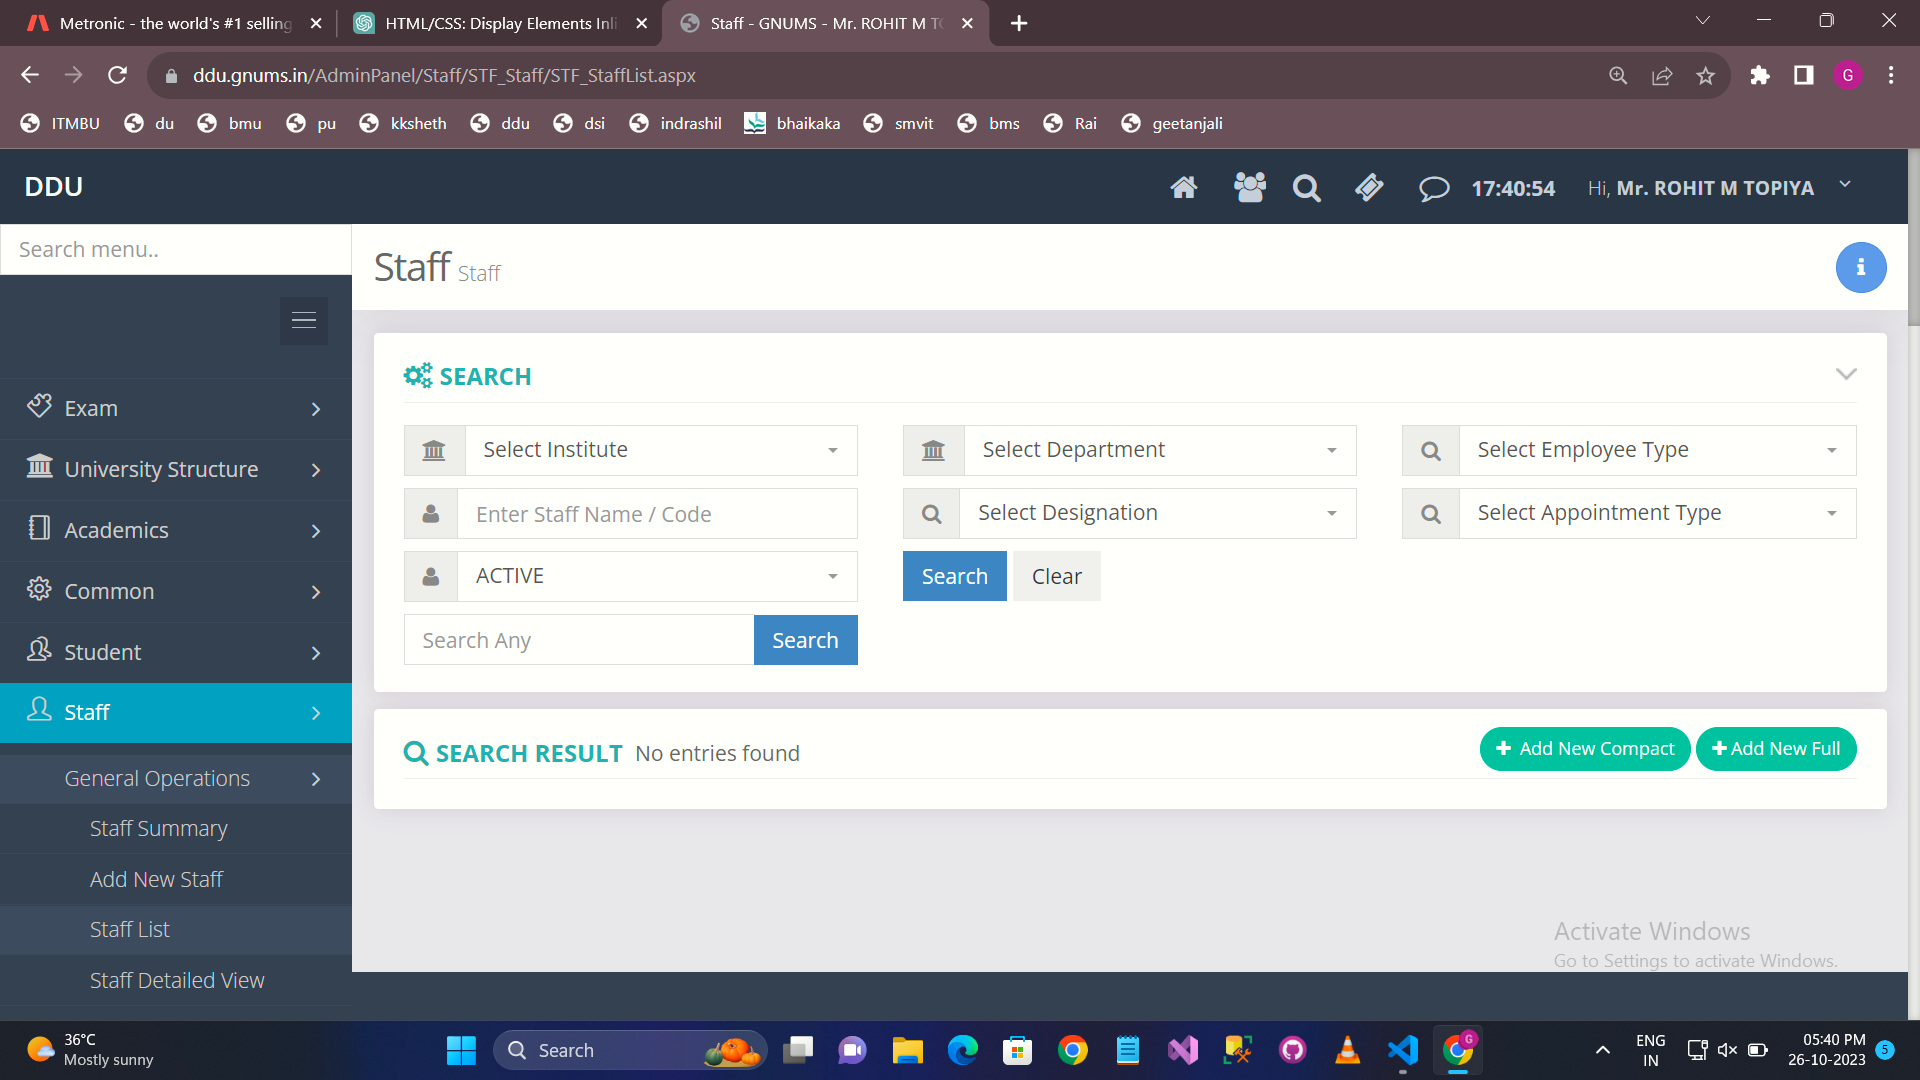 Metronic - the world's #1 selling
HTML/CSS: Display Elements Inli
Staff - GNUMS - Mr. ROHIT M TO
ddu.gnums.in/AdminPanel/Staff/STF_Staff/STF_StaffList.aspx
G
ITMBU
du
bmu
pu
kksheth
ddu
dsi
indrashil
bhaikaka
smvit
bms
Rai
geetanjali
DDU
17:40:54
Hi, Mr. ROHIT M TOPIYA
Search menu..
Staff Staff
Exam
University Structure
Academics
Common
Student
Staff
General Operations
Staff Summary
Add New Staff
Staff List
Staff Detailed View
SEARCH
Select Institute
Select Department
Select Employee Type
Enter Staff Name / Code
Select Designation
Select Appointment Type
ACTIVE
Search
Clear
Search Any
Search
SEARCH RESULT No entries found
Add New Compact
Add New Full
Activate Windows
Go to Settings to activate Windows.
36°C
Mostly sunny
Search
G
ENG
IN
05:40 PM
26-10-2023
5